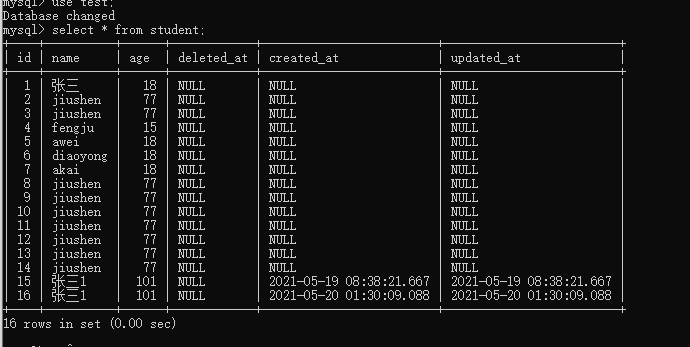 mysql> use test;
Database changed
mysql> select * from student;
| id | name | age | deleted_at | created_at | updated_at |
| 1 | 张三 | 18 | NULL | NULL | NULL |
| 2 | jiushen | 77 | NULL | NULL | NULL |
| 3 | jiushen | 77 | NULL | NULL | NULL |
| 4 | fengju | 15 | NULL | NULL | NULL |
| 5 | awei | 18 | NULL | NULL | NULL |
| 6 | diaoyong | 18 | NULL | NULL | NULL |
| 7 | akai | 18 | NULL | NULL | NULL |
| 8 | jiushen | 77 | NULL | NULL | NULL |
| 9 | jiushen | 77 | NULL | NULL | NULL |
| 10 | jiushen | 77 | NULL | NULL | NULL |
| 11 | jiushen | 77 | NULL | NULL | NULL |
| 12 | jiushen | 77 | NULL | NULL | NULL |
| 13 | jiushen | 77 | NULL | NULL | NULL |
| 14 | jiushen | 77 | NULL | NULL | NULL |
| 15 | 张三1 | 101 | NULL | 2021-05-19 08:38:21.667 | 2021-05-19 08:38:21.667 |
| 16 | 张三1 | 101 | NULL | 2021-05-20 01:30:09.088 | 2021-05-20 01:30:09.088 |
16 rows in set (0.00 sec)